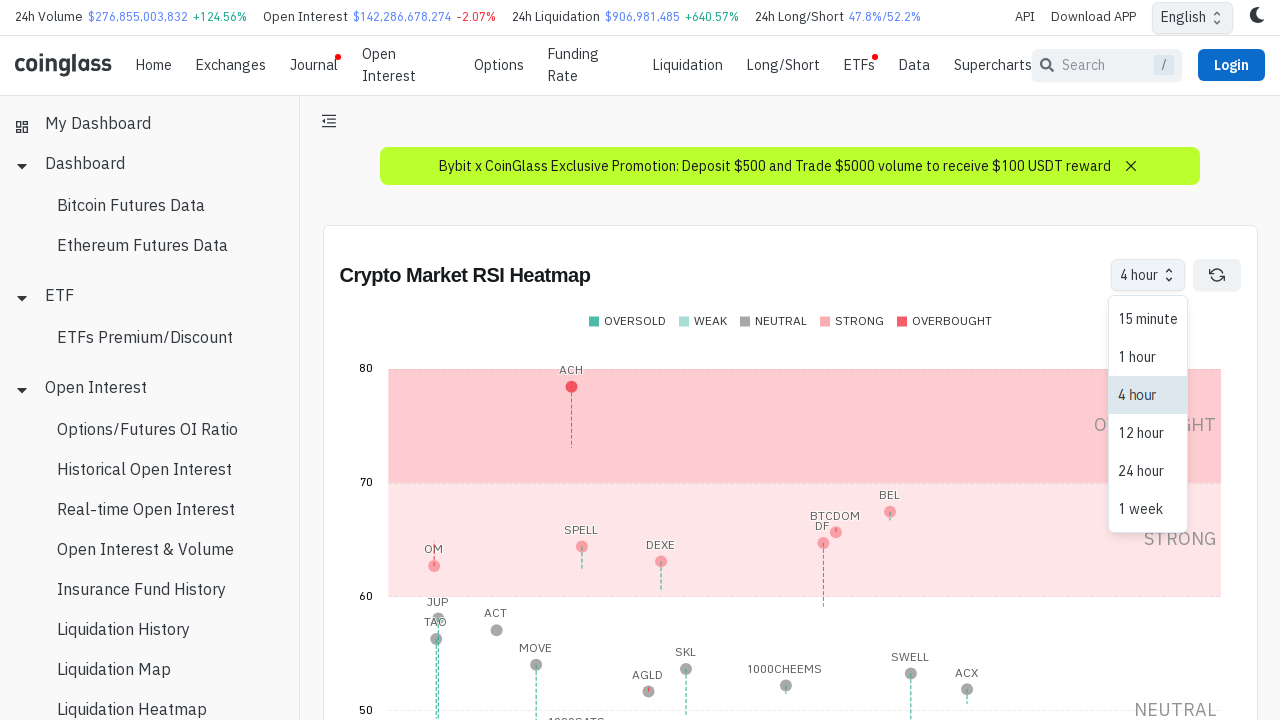 24h Volume $276,855,003,832 +124.56% Open Interest $142,286,678,274 -2.07% 24h Liquidation $906,981,485 +640.57% 24h Long/Short 47.8%/52.2% API Download APP English
coinglass Home Exchanges Journal Open Interest Options Funding Rate Liquidation Long/Short ETFs Data Supercharts Search / Login
My Dashboard
Dashboard
Bitcoin Futures Data
Ethereum Futures Data
ETF
ETFs Premium/Discount
Open Interest
Options/Futures OI Ratio
Historical Open Interest
Real-time Open Interest
Open Interest & Volume
Insurance Fund History
Liquidation History
Liquidation Map
Liquidation Heatmap
Bybit x CoinGlass Exclusive Promotion: Deposit $500 and Trade $5000 volume to receive $100 USDT reward
Crypto Market RSI Heatmap
4 hour
15 minute
1 hour
4 hour
12 hour
24 hour
1 week
OVERSOLD WEAK NEUTRAL STRONG OVERBOUGHT
80
ACH
70
BEL
BTCDOM
DF
SPELL
STRONG
DEXE
OM
60
JUP
ACT
TAO
MOVE
SKL
SWELL
1000CHEEMS
ACX
AGLD
50
NEUTRAL
1000SATS